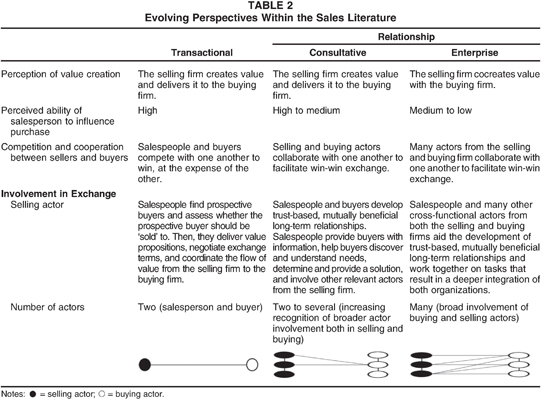 TABLE 2
Evolving Perspectives Within the Sales Literature
Relationship
Transactional Consultative Enterprise
Perception of value creation
The selling firm creates value
and delivers it to the buying
firm.
The selling firm creates value
and delivers it to the buying
firm.
The selling firm cocreates value
with the buying firm.
Perceived ability of
salesperson to influence
purchase
High
High to medium
Medium to low
Competition and cooperation
between sellers and buyers
Salespeople and buyers
compete with one another to
win, at the expense of the
other.
Selling and buying actors
collaborate with one another to
facilitate win-win exchange.
Many actors from the selling
and buying firm collaborate with
one another to facilitate win-win
exchange.
Involvement in Exchange
Selling actor
Salespeople find prospective
buyers and assess whether the
prospective buyer should be
‘sold’ to. Then, they deliver value
propositions, negotiate exchange
terms, and coordinate the flow of
value from the selling firm to the
buying firm.
Salespeople and buyers develop
trust-based, mutually beneficial
long-term relationships.
Salespeople provide buyers with
information, help buyers discover
and understand needs,
determine and provide a solution,
and involve other relevant actors
from the selling firm.
Salespeople and many other
cross-functional actors from
both the selling and buying
firms aid the development of
trust-based, mutually beneficial
long-term relationships and
work together on tasks that
result in a deeper integration of
both organizations.
Number of actors
Two (salesperson and buyer)
Two to several (increasing
recognition of broader actor
involvement both in selling and
buying)
Many (broad involvement of
buying and selling actors)
Notes: ● = selling actor; ○ = buying actor.